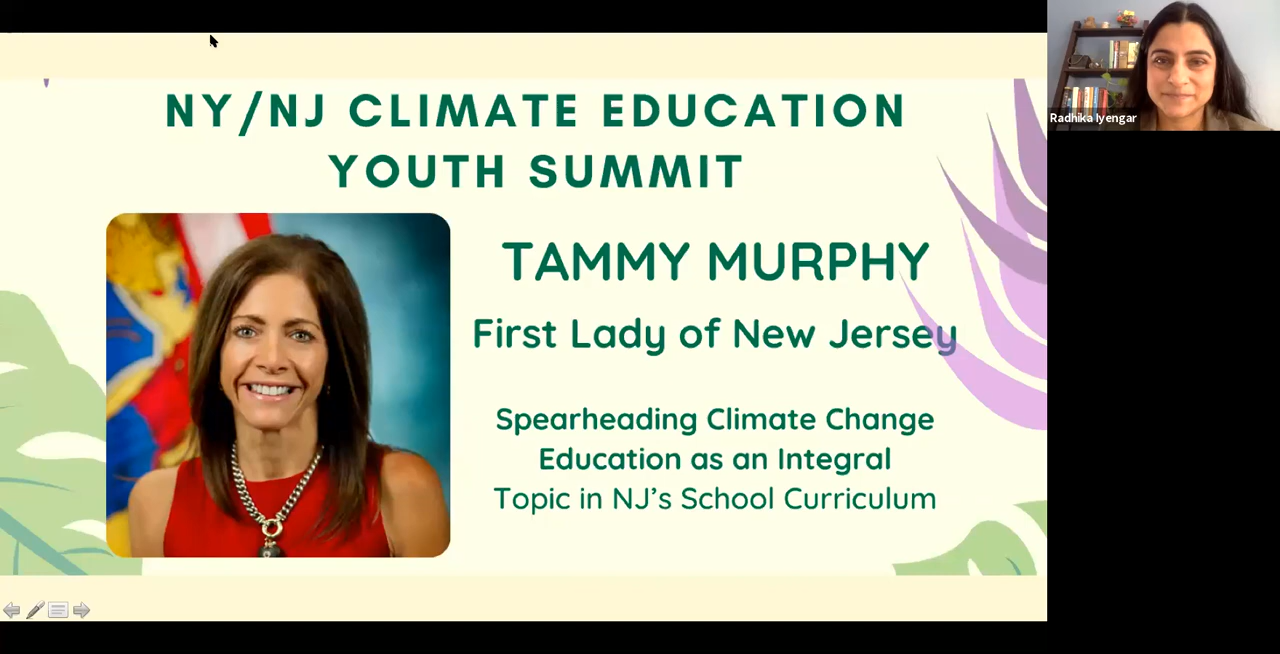 NY/NJ CLIMATE EDUCATION
YOUTH SUMMIT
TAMMY MURPHY
First Lady of New Jersey
Spearheading Climate Change
Education as an Integral
Topic in NJ's School Curriculum
Radhika Iyengar